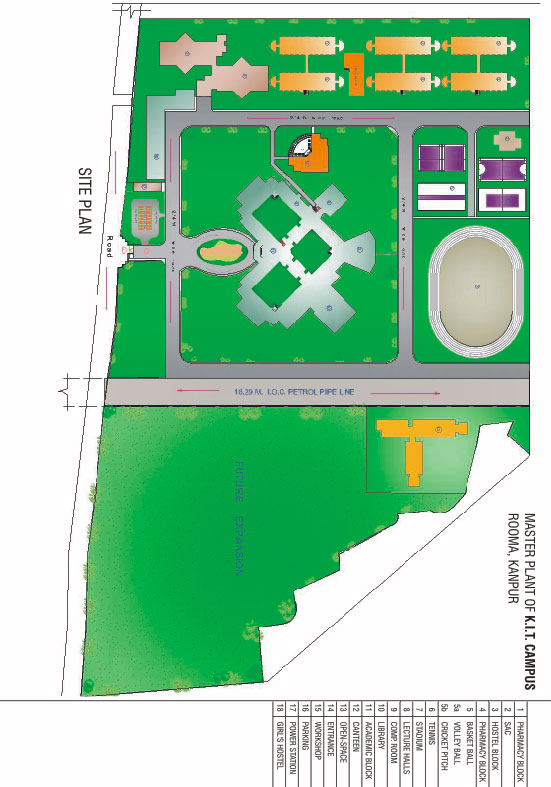 MASTER PLANT OF K.I.T. CAMPUS
ROOMA, KANPUR
SITE PLAN
Road
18.29 M. I.O.C. PETROL PIPE LNE
FUTURE EXPANSION
1 PHARMACY BLOCK
2 SAC
3 HOSTEL BLOCK
4 PHARMACY BLOCK
5 BASKET BALL
5a VOLLEY BALL
5b CRICKET PITCH
6 TENNIS
7 STADIUM
8 LECTURE HALLS
9 COMP ROOM
10 LIBRARY
11 ACADEMIC BLOCK
12 CANTEEN
13 OPEN-SPACE
14 ENTRANCE
15 WORKSHOP
16 PARKING
17 POWER STATION
18 GIRL'S HOSTEL